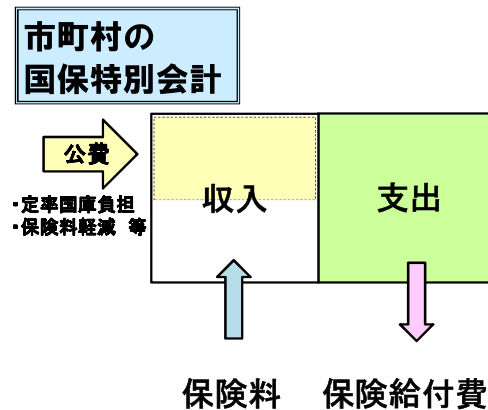 市町村の
国保特別会計
公費
・定率国庫負担
・保険料軽減 等
収入
支出
保険料
保険給付費